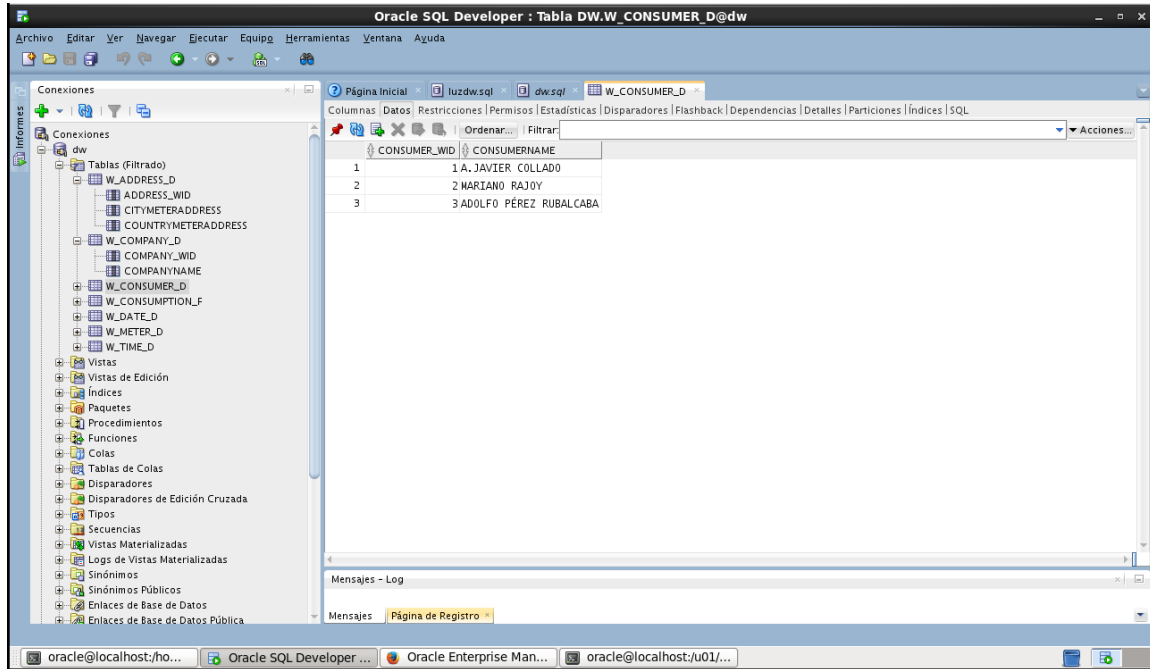 Oracle SQL Developer : Tabla DW.W_CONSUMER_D@dw
Archivo Editar Ver Navegar Ejecutar Equipo Herramientas Ventana Ayuda
Conexiones
Página Inicial luzdw.sql dw.sql W_CONSUMER_D
Columnas Datos Restricciones Permisos Estadísticas Disparadores Flashback Dependencias Detalles Particiones Índices SQL
Ordenar... Filtrar: Acciones...
Informes
Conexiones
dw
Tablas (Filtrado)
W_ADDRESS_D
ADDRESS_WID
CITYMETERADDRESS
COUNTRYMETERADDRESS
W_COMPANY_D
COMPANY_WID
COMPANYNAME
W_CONSUMER_D
W_CONSUMPTION_F
W_DATE_D
W_METER_D
W_TIME_D
Vistas
Vistas de Edición
Índices
Paquetes
Procedimientos
Funciones
Colas
Tablas de Colas
Disparadores
Disparadores de Edición Cruzada
Tipos
Secuencias
Vistas Materializadas
Logs de Vistas Materializadas
Sinónimos
Sinónimos Públicos
Enlaces de Base de Datos
Enlaces de Base de Datos Pública
CONSUMER_WID CONSUMERNAME
1 1 A.JAVIER COLLADO
2 2 MARIANO RAJOY
3 3 ADOLFO PÉREZ RUBALCABA
Mensajes - Log
Mensajes Página de Registro
oracle@localhost:/ho... Oracle SQL Developer ... Oracle Enterprise Man... oracle@localhost:/u01/...